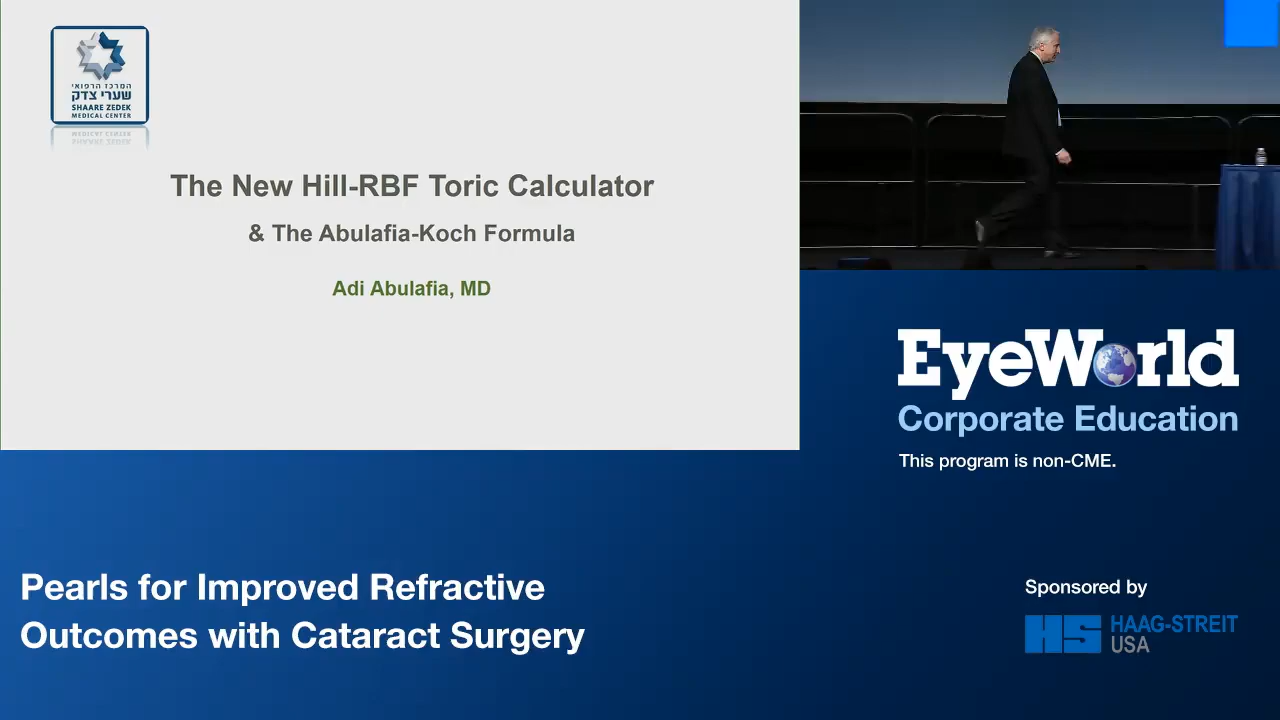 המרכז הרפואי
שערי צדק
SHAARE ZEDEK
MEDICAL CENTER
The New Hill-RBF Toric Calculator
& The Abulafia-Koch Formula
Adi Abulafia, MD
EyeWorld
Corporate Education
This program is non-CME.
Pearls for Improved Refractive
Outcomes with Cataract Surgery
Sponsored by
HS HAAG-STREIT
USA